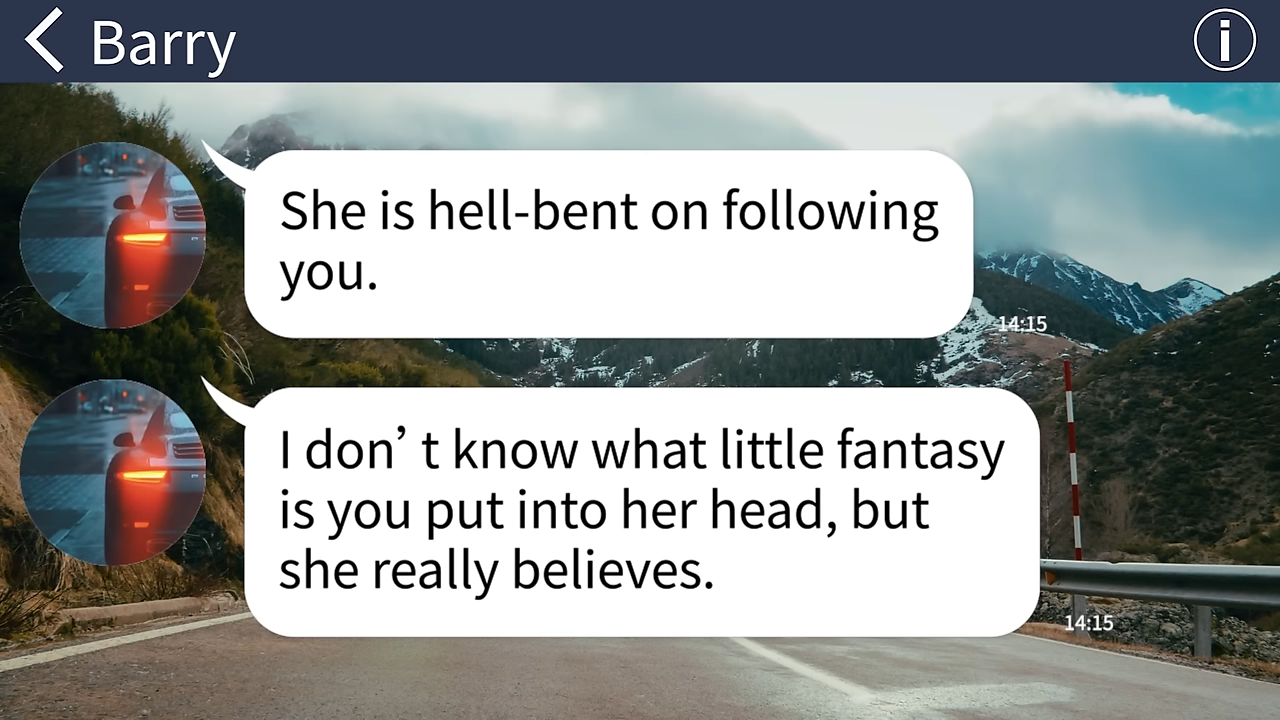 Barry
She is hell-bent on following
you.
14:15
I don’ t know what little fantasy
is you put into her head, but
she really believes.
14:15